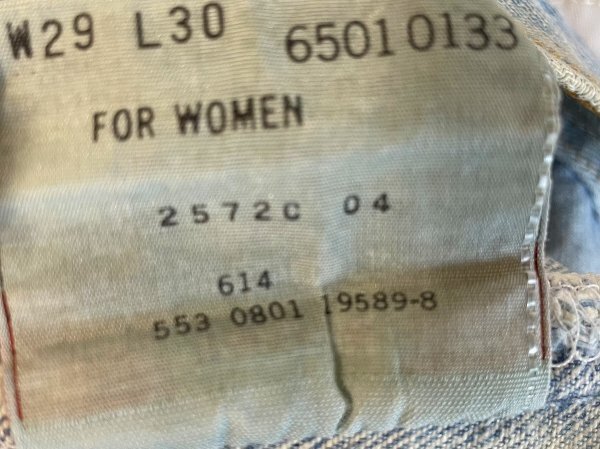 W29 L30 65010133
FOR WOMEN
2572C 04
614
553 0801 19589-8